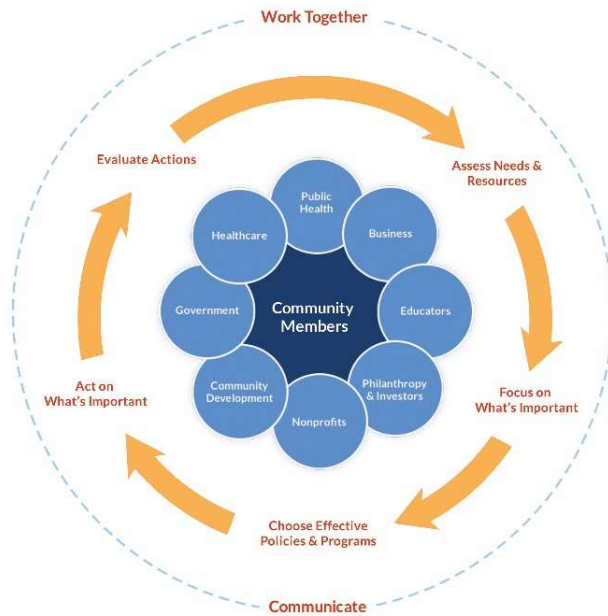 Work Together
Evaluate Actions
Assess Needs &
Resources
Public
Health
Healthcare
Business
Government
Community
Members
Educators
Community
Development
Philanthropy
& Investors
Nonprofits
Act on
What's Important
Focus on
What's Important
Choose Effective
Policies & Programs
Communicate